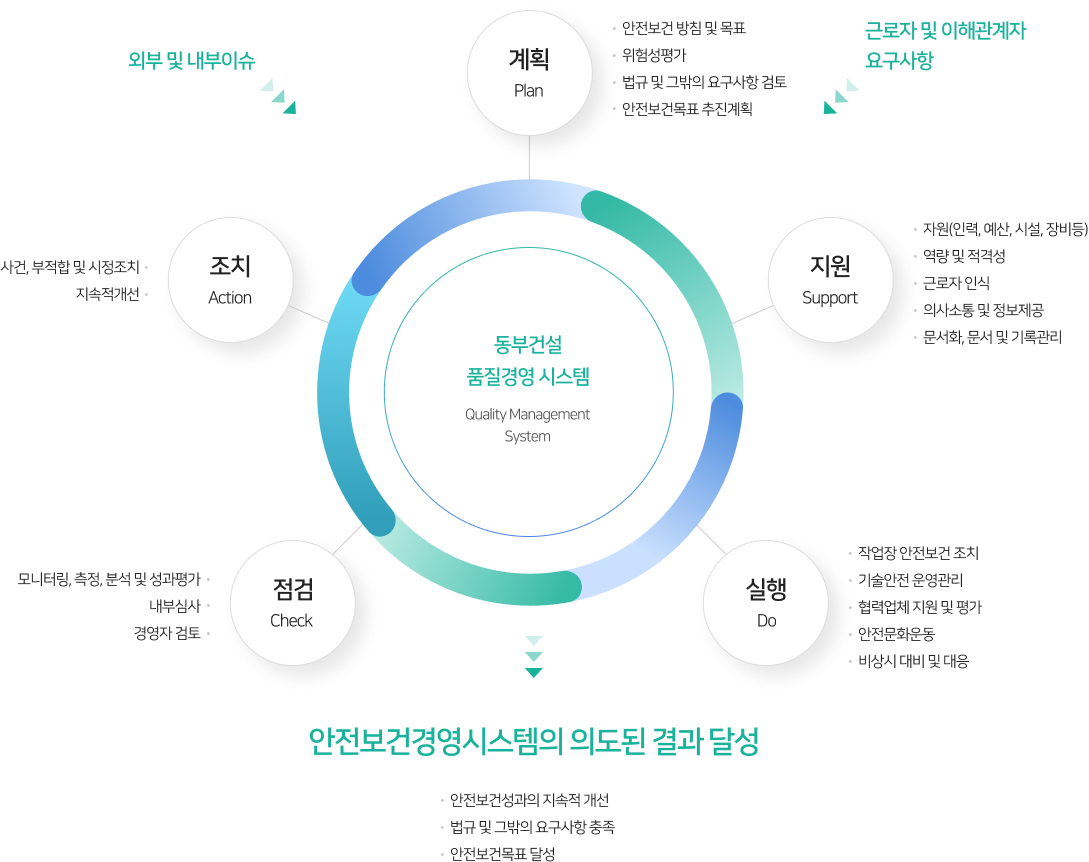 외부 및 내부이슈
근로자 및 이해관계자
요구사항
계획
Plan
안전보건 방침 및 목표
위험성평가
법규 및 그밖의 요구사항 검토
안전보건목표 추진계획
지원
Support
자원(인력, 예산, 시설, 장비등)
역량 및 적격성
근로자 인식
의사소통 및 정보제공
문서화, 문서 및 기록관리
조치
Action
사건, 부적합 및 시정조치
지속적개선
동부건설
품질경영 시스템
Quality Management
System
실행
Do
작업장 안전보건 조치
기술안전 운영관리
협력업체 지원 및 평가
안전문화운동
비상시 대비 및 대응
점검
Check
모니터링, 측정, 분석 및 성과평가
내부심사
경영자 검토
안전보건경영시스템의 의도된 결과 달성
안전보건성과의 지속적 개선
법규 및 그밖의 요구사항 충족
안전보건목표 달성